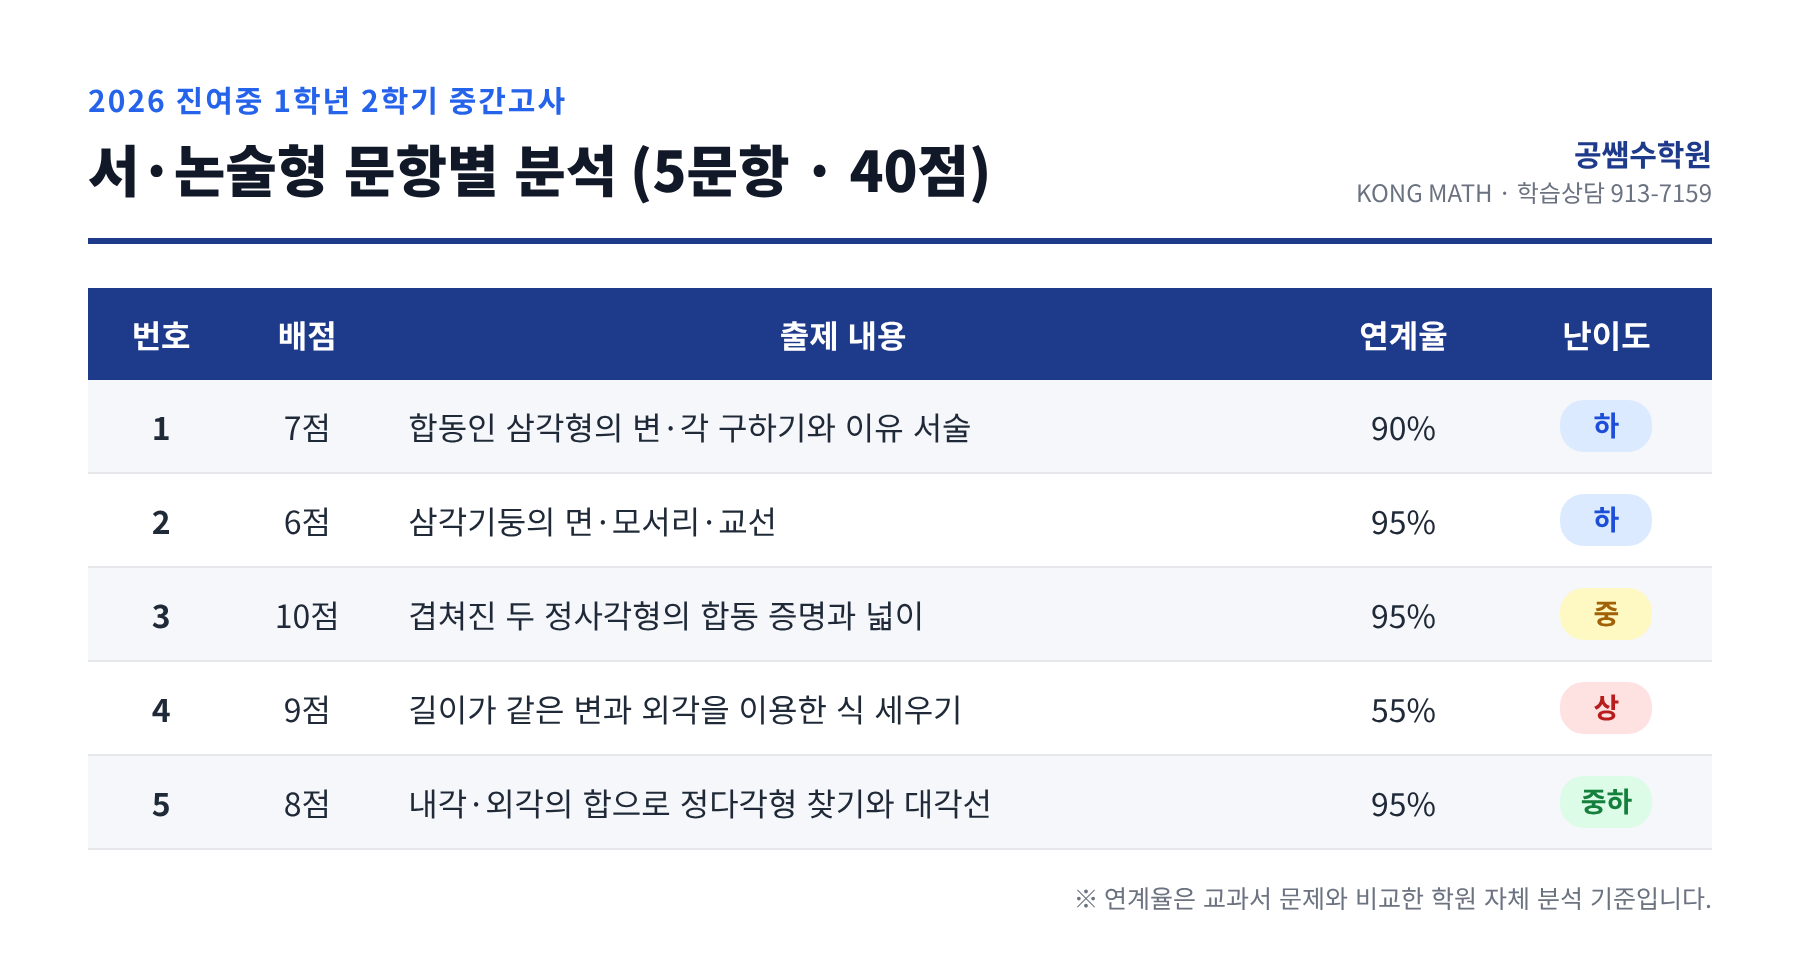 2026 진여중 1학년 2학기 중간고사
서·논술형 문항별 분석 (5문항 · 40점)
공쌤수학원
KONG MATH · 학습상담 913-7159
번호 배점 출제 내용 연계율 난이도
1 7점 합동인 삼각형의 변·각 구하기와 이유 서술 90% 하
2 6점 삼각기둥의 면·모서리·교선 95% 하
3 10점 겹쳐진 두 정사각형의 합동 증명과 넓이 95% 중
4 9점 길이가 같은 변과 외각을 이용한 식 세우기 55% 상
5 8점 내각·외각의 합으로 정다각형 찾기와 대각선 95% 중하
※ 연계율은 교과서 문제와 비교한 학원 자체 분석 기준입니다.